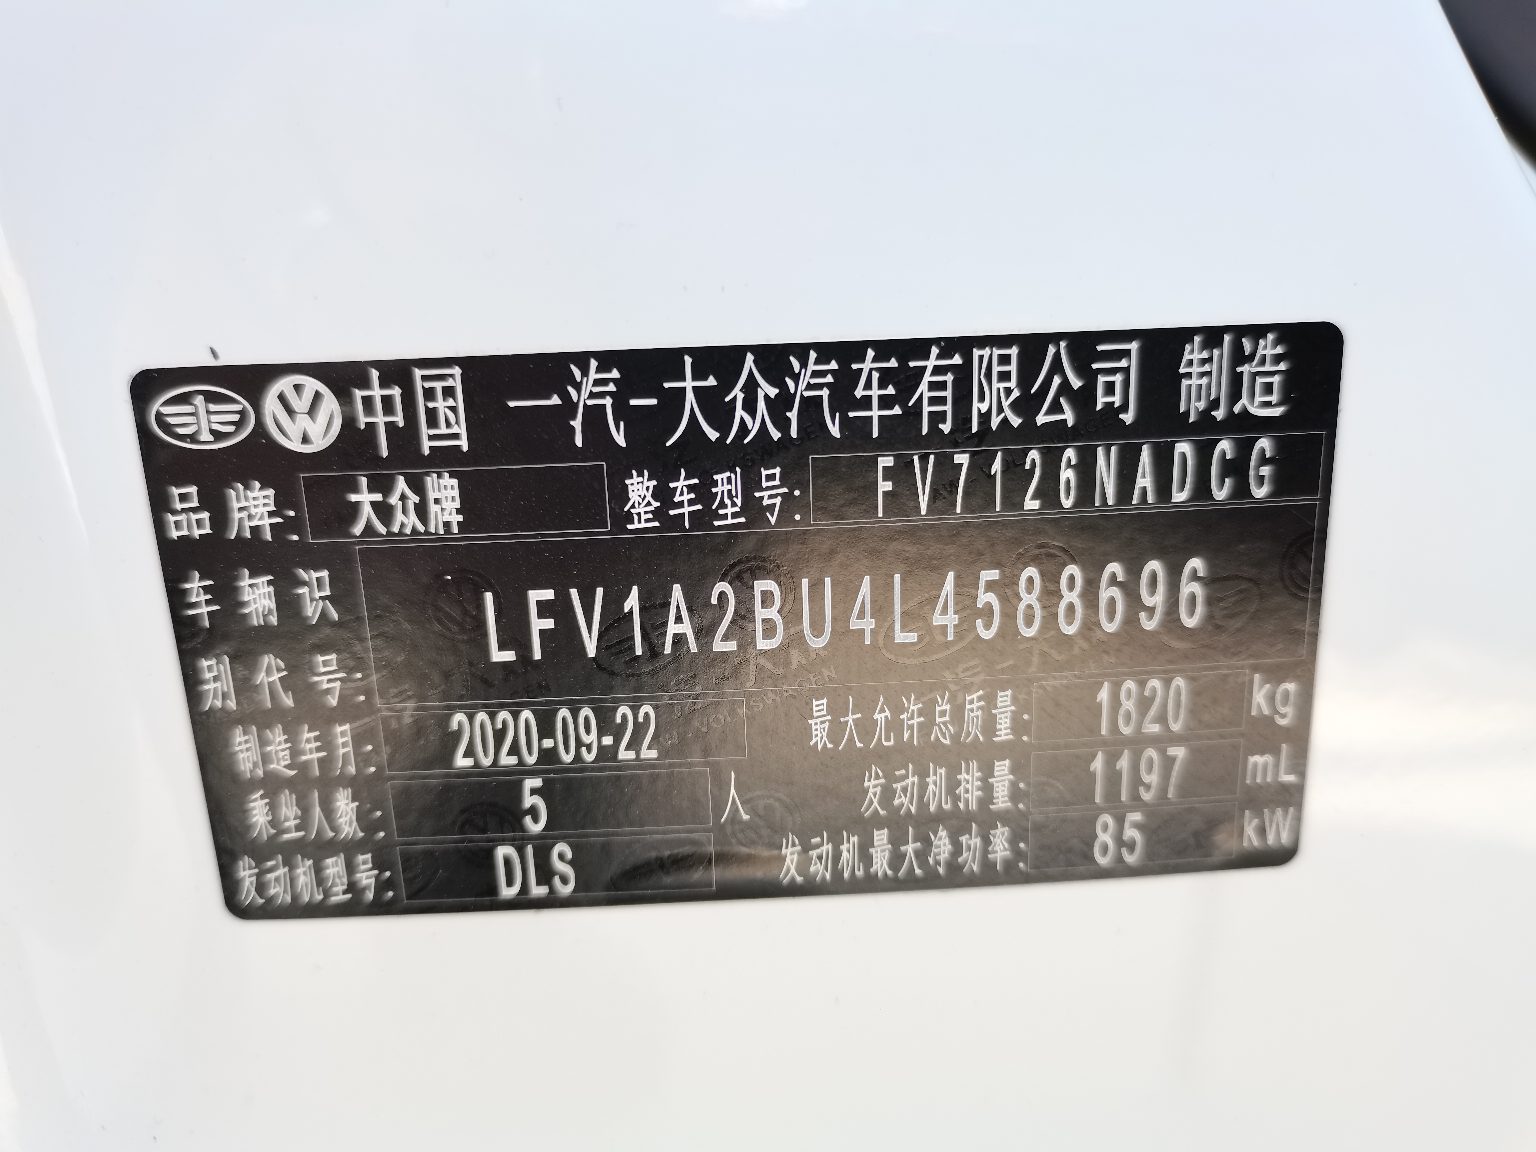 中国 一汽-大众汽车有限公司 制造
品牌: 大众牌 整车型号: FV7126NADCG
车辆识别代号: LFV1A2BU4L4588696
制造年月: 2020-09-22 最大允许总质量: 1820 kg
乘坐人数: 5 人 发动机排量: 1197 mL
发动机型号: DLS 发动机最大净功率: 85 kW